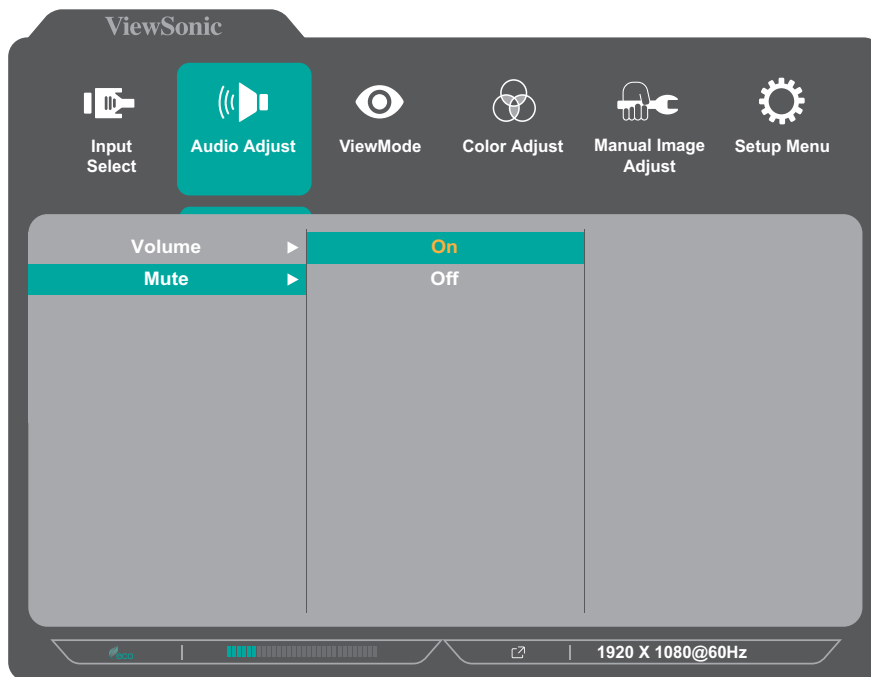 ViewSonic
Input
Select
Audio Adjust
ViewMode
Color Adjust
Manual Image
Adjust
Setup Menu
Volume
On
Mute
Off
eco
1920 X 1080@60Hz